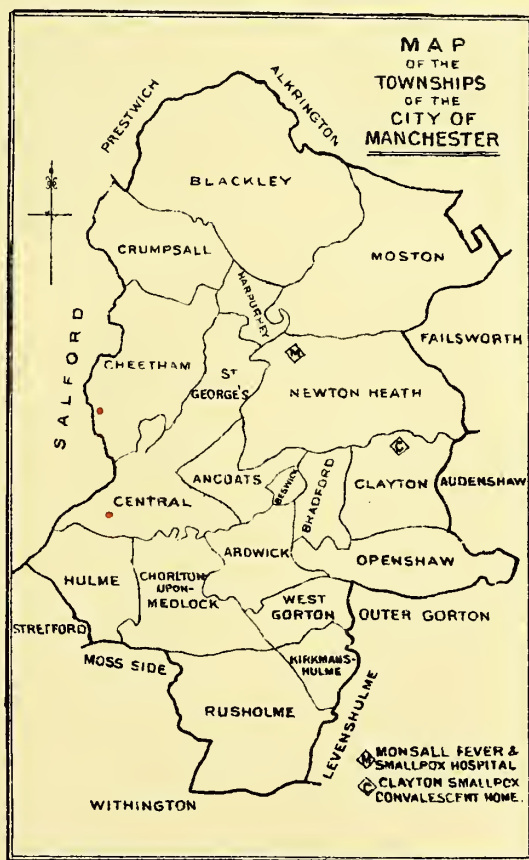 MAP
OF THE
TOWNSHIPS
OF THE
CITY OF
MANCHESTER
PRESTWICH
ALKRINGTON
BLACKLEY
CRUMPSALL
MOSTON
HARPURHEY
SALFORD
FAILSWORTH
CHEETHAM
ST
GEORGE'S
M
NEWTON HEATH
C
ANCOATS
BESWICK
BRADFORD
CLAYTON
AUDENSHAW
CENTRAL
ARDWICK
OPENSHAW
HULME
CHORLTON-
UPON-
MEDLOCK
WEST
GORTON
OUTER GORTON
STRETFORD
MOSS SIDE
KIRKMANS-
HULME
RUSHOLME
LEVENSHULME
WITHINGTON
M MONSALL FEVER &
SMALLPOX HOSPITAL
C CLAYTON SMALLPOX
CONVALESCENT HOME.